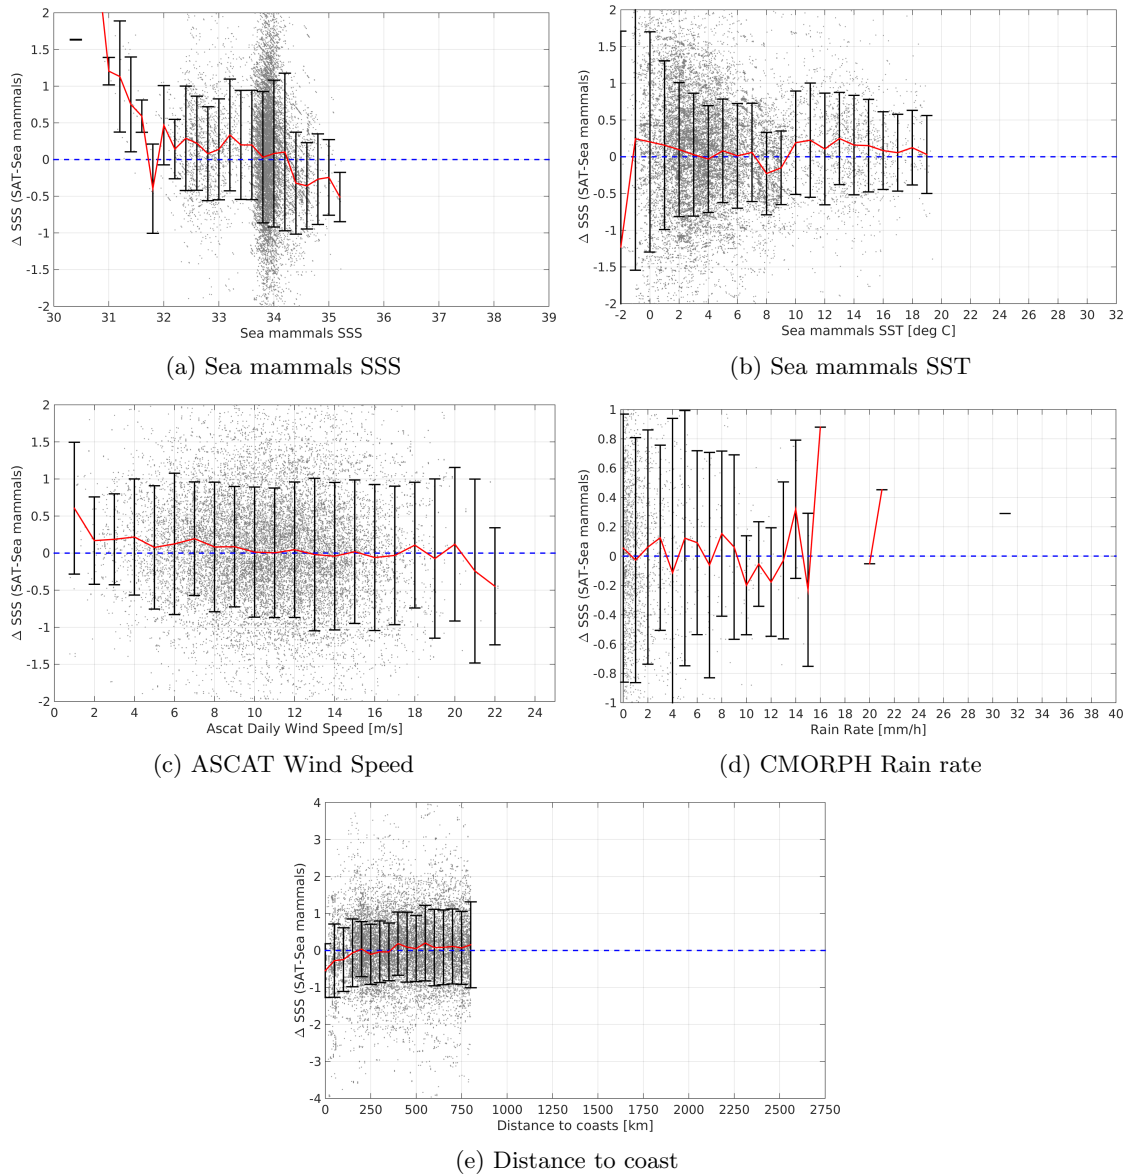 2
1.5
1
0.5
0
-0.5
-1
-1.5
-2
Δ SSS (SAT-Sea mammals)
30 31 32 33 34 35 36 37 38 39
Sea mammals SSS
(a) Sea mammals SSS
2
1.5
1
0.5
0
-0.5
-1
-1.5
-2
Δ SSS (SAT-Sea mammals)
-2 0 2 4 6 8 10 12 14 16 18 20 22 24 26 28 30 32
Sea mammals SST [deg C]
(b) Sea mammals SST
2
1.5
1
0.5
0
-0.5
-1
-1.5
-2
Δ SSS (SAT-Sea mammals)
0 2 4 6 8 10 12 14 16 18 20 22 24
Ascat Daily Wind Speed [m/s]
(c) ASCAT Wind Speed
1
0.8
0.6
0.4
0.2
0
-0.2
-0.4
-0.6
-0.8
-1
Δ SSS (SAT-Sea mammals)
0 2 4 6 8 10 12 14 16 18 20 22 24 26 28 30 32 34 36 38 40
Rain Rate [mm/h]
(d) CMORPH Rain rate
4
3
2
1
0
-1
-2
-3
-4
Δ SSS (SAT-Sea mammals)
0 250 500 750 1000 1250 1500 1750 2000 2250 2500 2750
Distance to coasts [km]
(e) Distance to coast